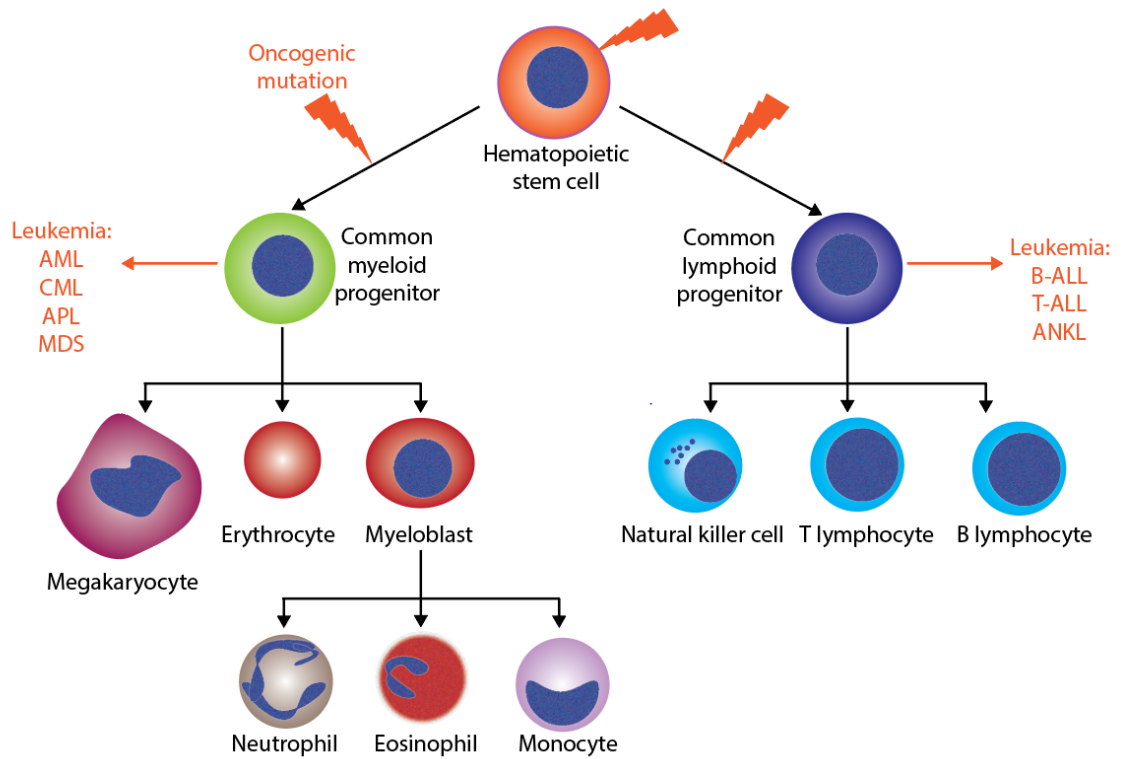 Oncogenic
mutation
Hematopoietic
stem cell
Leukemia:
AML
CML
APL
MDS
Common
myeloid
progenitor
Common
lymphoid
progenitor
Leukemia:
B-ALL
T-ALL
ANKL
Megakaryocyte
Erythrocyte
Myeloblast
Natural killer cell
T lymphocyte
B lymphocyte
Neutrophil
Eosinophil
Monocyte